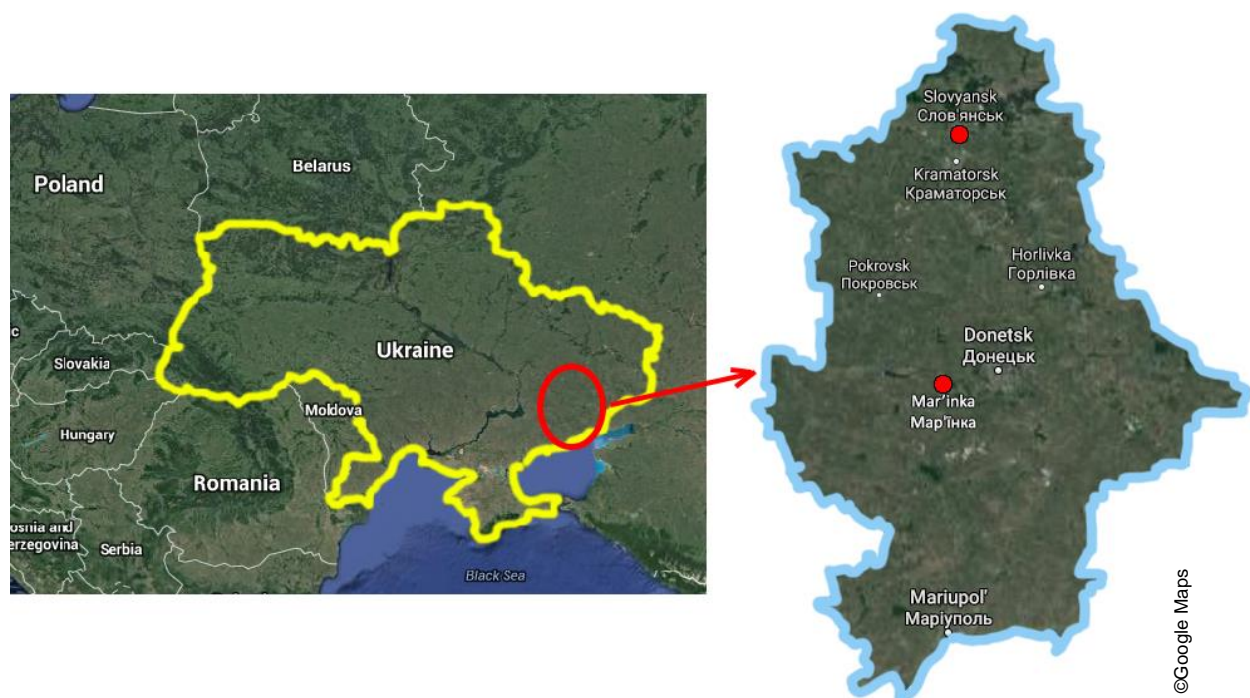 Belarus
Poland
c
Slovakia
Ukraine
Moldova
Hungary
Romania
osnia and
erzegovina
Serbia
Black Sea
Slovyansk
Слов'янськ
Kramatorsk
Краматорськ
Pokrovsk
Покровськ
Horlivka
Горлівка
Donetsk
Донецьк
Mar'inka
Мар'їнка
Mariupol'
Маріуполь
©Google Maps